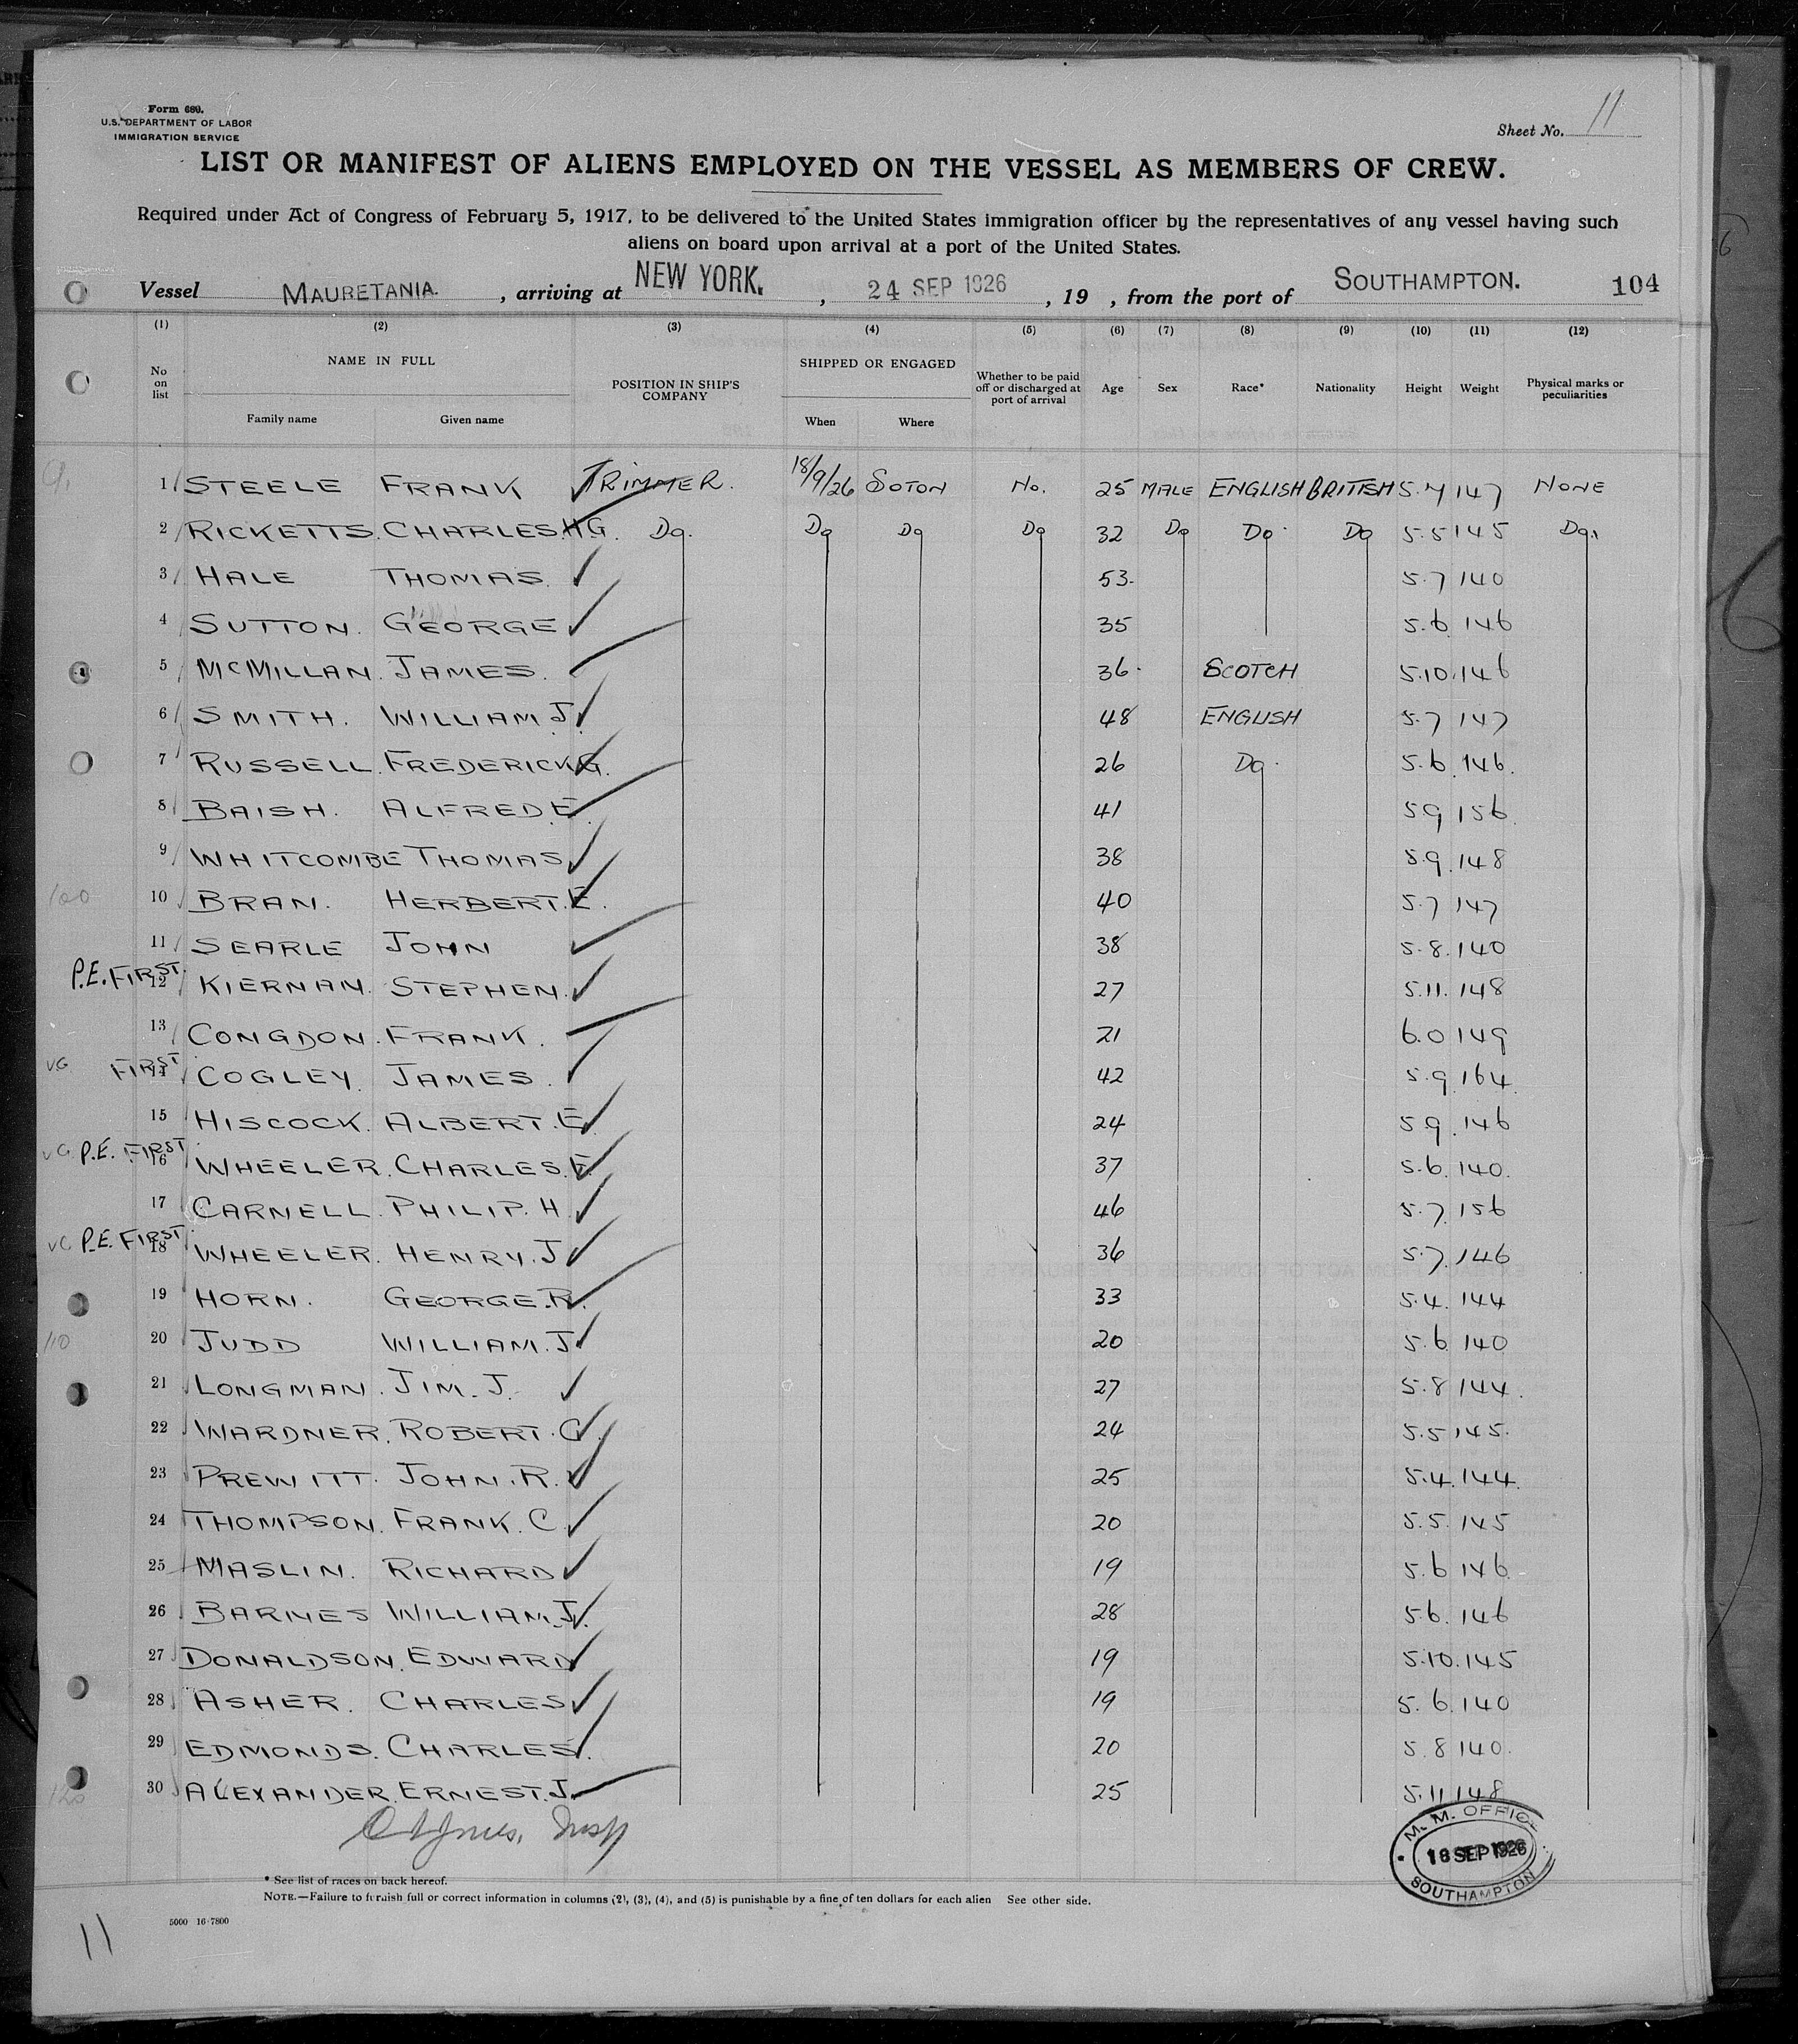 Form 680.
U.S. DEPARTMENT OF LABOR
IMMIGRATION SERVICE
Sheet No. 11
LIST OR MANIFEST OF ALIENS EMPLOYED ON THE VESSEL AS MEMBERS OF CREW.
Required under Act of Congress of February 5, 1917, to be delivered to the United States immigration officer by the representatives of any vessel having such
aliens on board upon arrival at a port of the United States.
Vessel MAURETANIA. , arriving at NEW YORK. , 24 SEP 1926 , 19 , from the port of SOUTHAMPTON. 104
(1) (2) (3) (4) (5) (6) (7) (8) (9) (10) (11) (12)
No on list NAME IN FULL Family name Given name POSITION IN SHIP'S COMPANY SHIPPED OR ENGAGED When Where Whether to be paid off or discharged at port of arrival Age Sex Race* Nationality Height Weight Physical marks or peculiarities
1 STEELE FRANK TRIMMER. 18/9/26 SOTON No. 25 MALE ENGLISH BRITISH 5.7 147 NONE
2 RICKETTS. CHARLES. H.G. Do. Do Do Do 32 Do Do Do 5.5 145 Do.
3 HALE THOMAS. 53. 5.7 140
4 SUTTON. GEORGE 35 5.6 146
5 MCMILLAN. JAMES. 36. SCOTCH 5.10. 146
6 SMITH. WILLIAM. J. 48 ENGLISH 5.7 147
7 RUSSELL. FREDERICK G. 26 Do. 5.6. 146.
8 BAISH. ALFRED E. 41 5.9 156.
9 WHITCOMBE THOMAS 38 5.9. 148
100 10 BRAN. HERBERT. E. 40 5.7 147
11 SEARLE JOHN 38 5.8. 140
P.E. FIRST. 12 KIERNAN. STEPHEN. 27 5.11. 148
13 CONGDON. FRANK. 21 6.0 149
VG FIRST 14 COGLEY. JAMES. 42 5.9 164.
15 HISCOCK. ALBERT. E. 24 5.9. 146
VG P.E. FIRST. 16 WHEELER. CHARLES. E. 37 5.6. 140.
17 CARNELL. PHILIP. H. 46 5.7. 156
VG P.E. FIRST. 18 WHEELER. HENRY. J 36 5.7. 146
19 HORN. GEORGE. R. 33 5.4. 144
110 20 JUDD WILLIAM. J 20 5.6 140
21 LONGMAN. JIM. J. 27 5.8 144.
22 WARDNER. ROBERT. G. 24 5.5 145.
23 PREWITT. JOHN. R. 25 5.4. 144.
24 THOMPSON. FRANK. C. 20 5.5. 145
25 MASLIN. RICHARD 19 5.6 146.
26 BARNES WILLIAM. J. 28 5.6. 146
27 DONALDSON. EDWARD 19 5.10. 145
28 ASHER. CHARLES 19 5.6. 140
29 EDMONDS. CHARLES. 20 5.8 140.
120 30 ALEXANDER. ERNEST. J. 25 5.11 148
Insp
M. M. OFFICE
18 SEP 1926
SOUTHAMPTON
* See list of races on back hereof.
NOTE.—Failure to furnish full or correct information in columns (2), (3), (4), and (5) is punishable by a fine of ten dollars for each alien See other side.
5000 16-7800
11